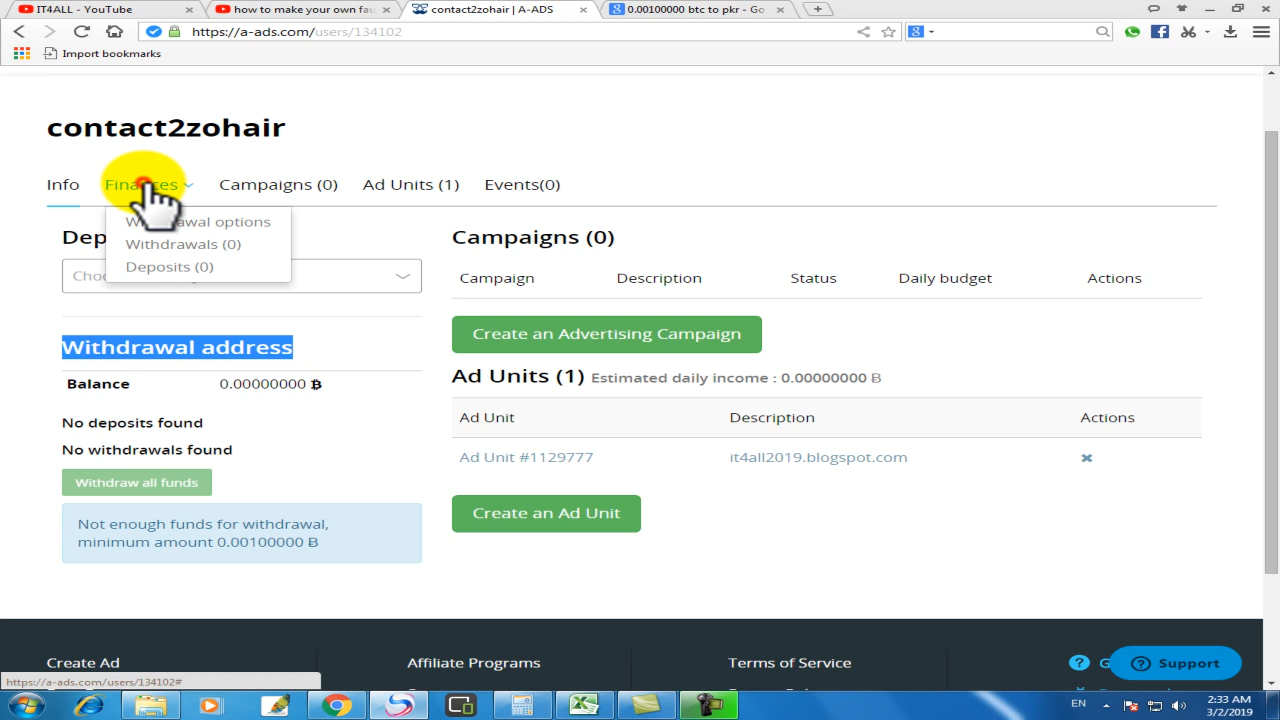 IT4ALL - YouTube
how to make your own fau
contact2zohair | A-ADS
0.00100000 btc to pkr - Go
https://a-ads.com/users/134102
Import bookmarks
contact2zohair
Info
Finances
Campaigns (0)
Ad Units (1)
Events(0)
options
Withdrawals (0)
Deposits (0)
Withdrawal address
Balance
0.00000000 ₿
No deposits found
No withdrawals found
Withdraw all funds
Not enough funds for withdrawal,
minimum amount 0.00100000 Ƀ
Campaigns (0)
Campaign
Description
Status
Daily budget
Actions
Create an Advertising Campaign
Ad Units (1) Estimated daily income : 0.00000000 Ƀ
Ad Unit
Description
Actions
Ad Unit #1129777
it4all2019.blogspot.com
Create an Ad Unit
Create Ad
Affiliate Programs
Terms of Service
Support
https://a-ads.com/users/134102#
EN
2:33 AM
3/2/2019